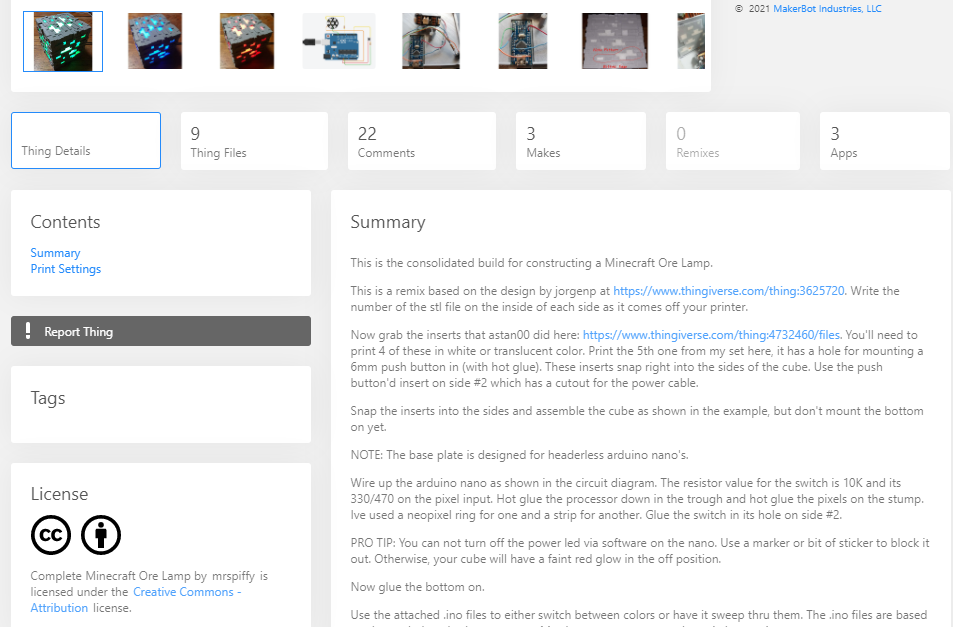 © 2021 MakerBot Industries, LLC
Thing Details
9
Thing Files
22
Comments
3
Makes
0
Remixes
3
Apps
Contents
Summary
Print Settings
! Report Thing
Tags
License
cc
Complete Minecraft Ore Lamp by mrspiffy is
licensed under the Creative Commons -
Attribution license.
Summary
This is the consolidated build for constructing a Minecraft Ore Lamp.
This is a remix based on the design by jorgenp at https://www.thingiverse.com/thing:3625720. Write the
number of the stl file on the inside of each side as it comes off your printer.
Now grab the inserts that astan00 did here: https://www.thingiverse.com/thing:4732460/files. You'll need to
print 4 of these in white or translucent color. Print the 5th one from my set here, it has a hole for mounting a
6mm push button in (with hot glue). These inserts snap right into the sides of the cube. Use the push
button'd insert on side #2 which has a cutout for the power cable.
Snap the inserts into the sides and assemble the cube as shown in the example, but don't mount the bottom
on yet.
NOTE: The base plate is designed for headerless arduino nano's.
Wire up the arduino nano as shown in the circuit diagram. The resistor value for the switch is 10K and its
330/470 on the pixel input. Hot glue the processor down in the trough and hot glue the pixels on the stump.
Ive used a neopixel ring for one and a strip for another. Glue the switch in its hole on side #2.
PRO TIP: You can not turn off the power led via software on the nano. Use a marker or bit of sticker to block it
out. Otherwise, your cube will have a faint red glow in the off position.
Now glue the bottom on.
Use the attached .ino files to either switch between colors or have it sweep thru them. The .ino files are based